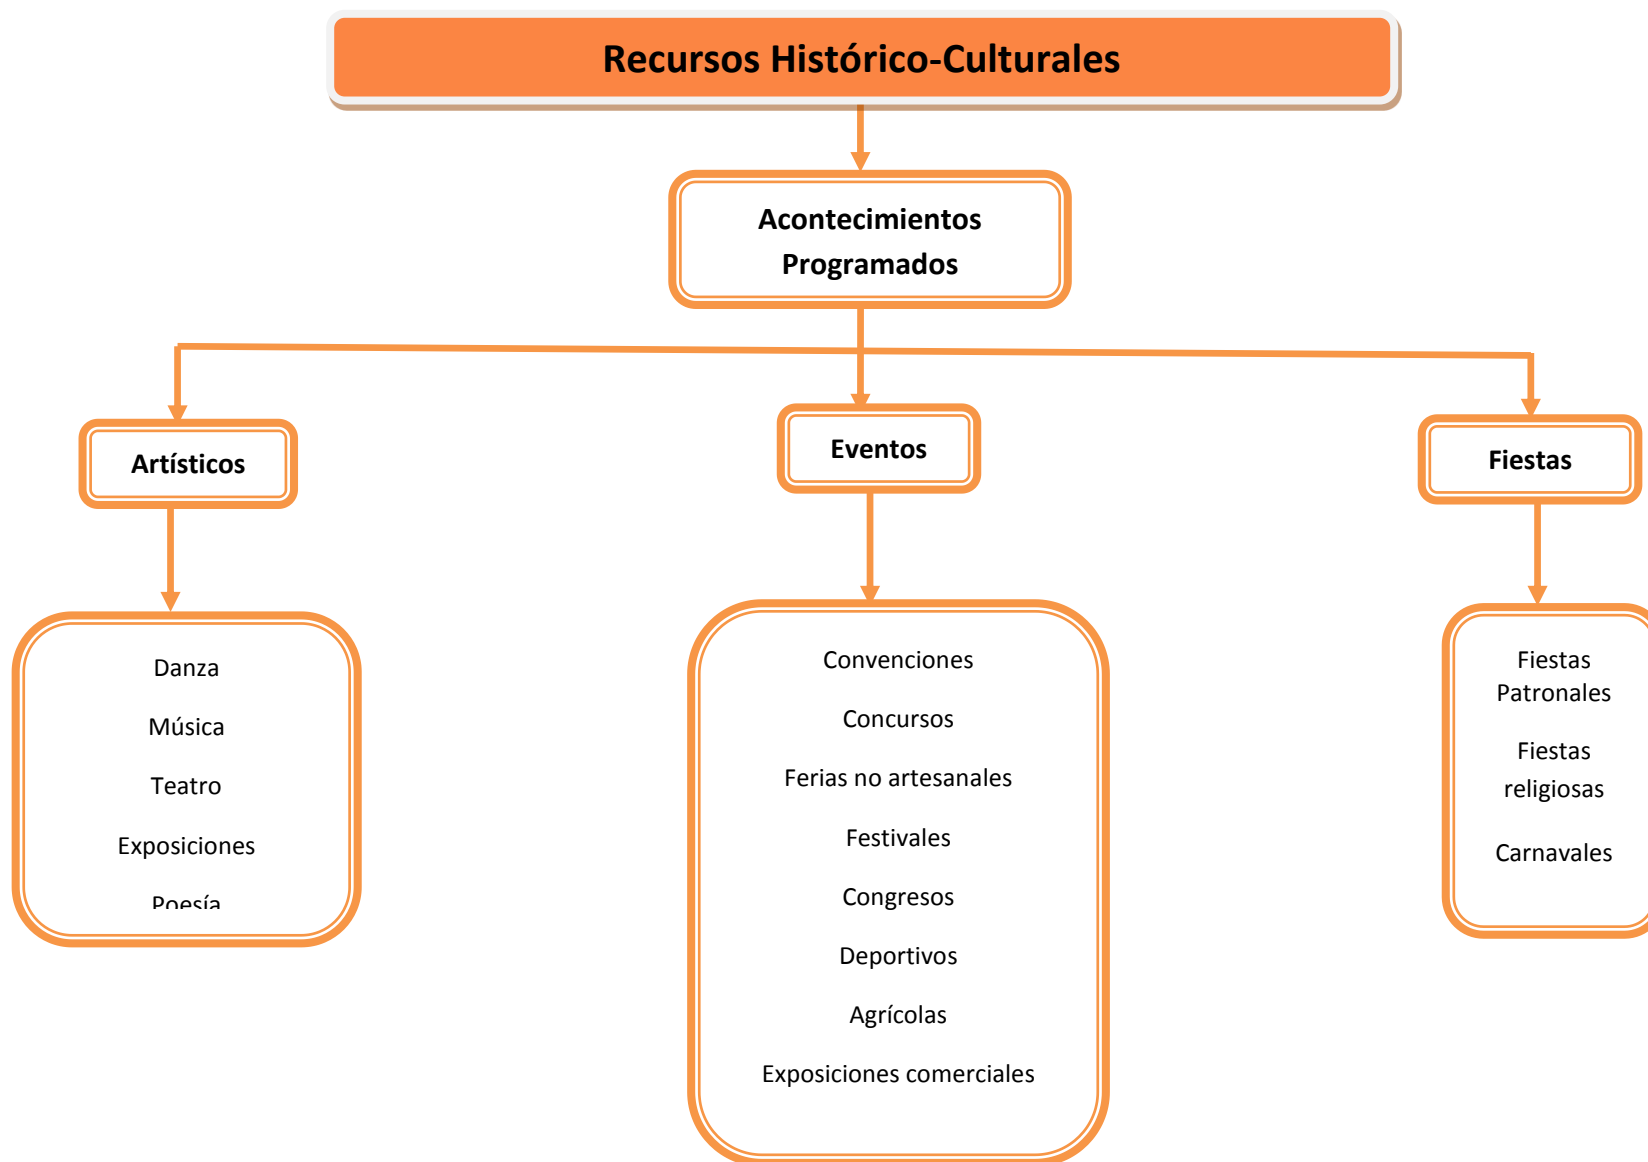 Recursos Histórico-Culturales
Acontecimientos
Programados
Artísticos
Eventos
Fiestas
Danza
Música
Teatro
Exposiciones
Poesía
Convenciones
Concursos
Ferias no artesanales
Festivales
Congresos
Deportivos
Agrícolas
Exposiciones comerciales
Fiestas
Patronales
Fiestas
religiosas
Carnavales